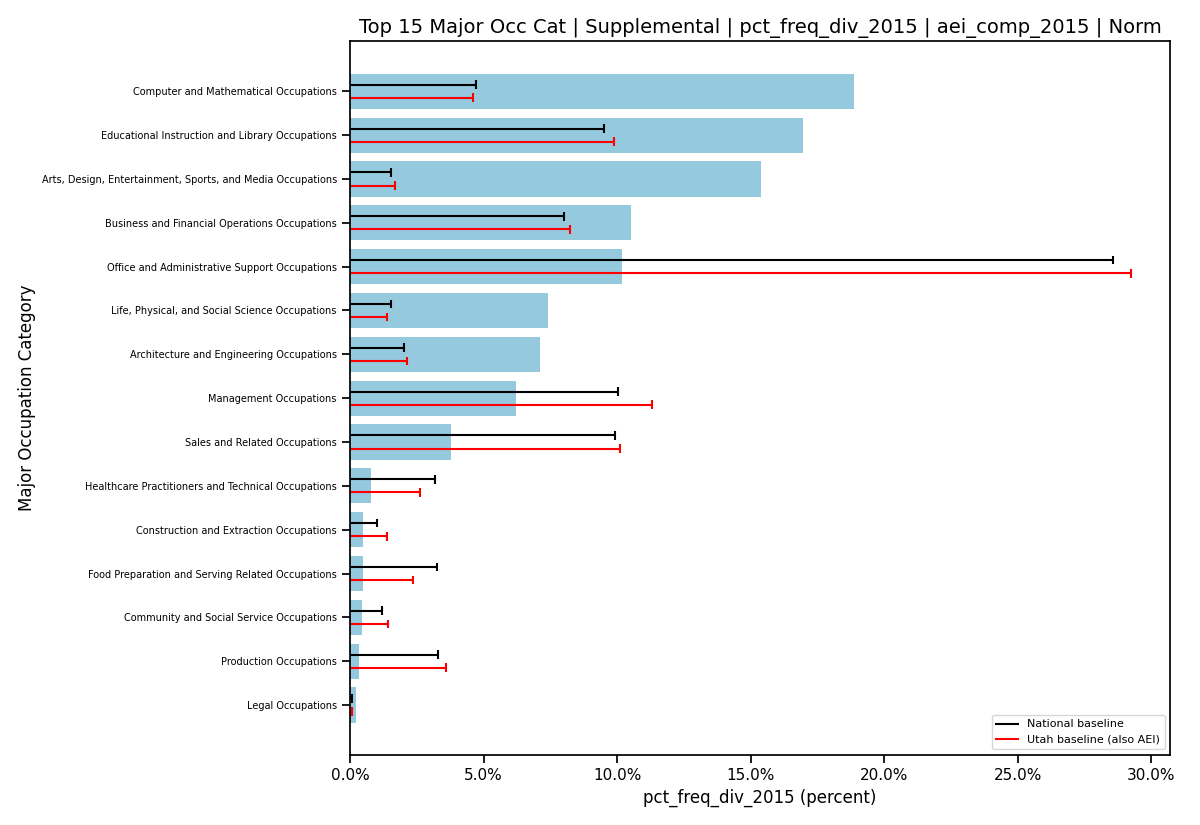 Top 15 Major Occ Cat | Supplemental | pct_freq_div_2015 | aei_comp_2015 | Norm
Major Occupation Category
Computer and Mathematical Occupations
Educational Instruction and Library Occupations
Arts, Design, Entertainment, Sports, and Media Occupations
Business and Financial Operations Occupations
Office and Administrative Support Occupations
Life, Physical, and Social Science Occupations
Architecture and Engineering Occupations
Management Occupations
Sales and Related Occupations
Healthcare Practitioners and Technical Occupations
Construction and Extraction Occupations
Food Preparation and Serving Related Occupations
Community and Social Service Occupations
Production Occupations
Legal Occupations
National baseline
Utah baseline (also AEI)
0.0% 5.0% 10.0% 15.0% 20.0% 25.0% 30.0%
pct_freq_div_2015 (percent)